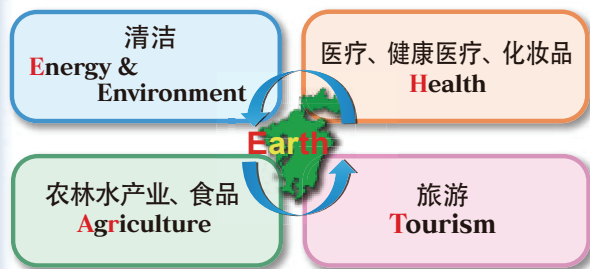 清洁
Energy &
Environment
医疗、健康医疗、化妆品
Health
Earth
农林水产业、食品
Agriculture
旅游
Tourism